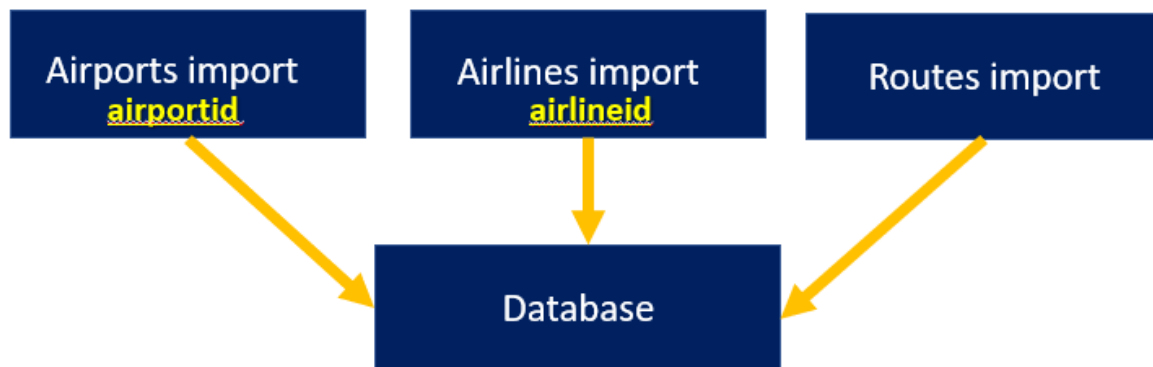 Airports import
airportid
Airlines import
airlineid
Routes import
Database